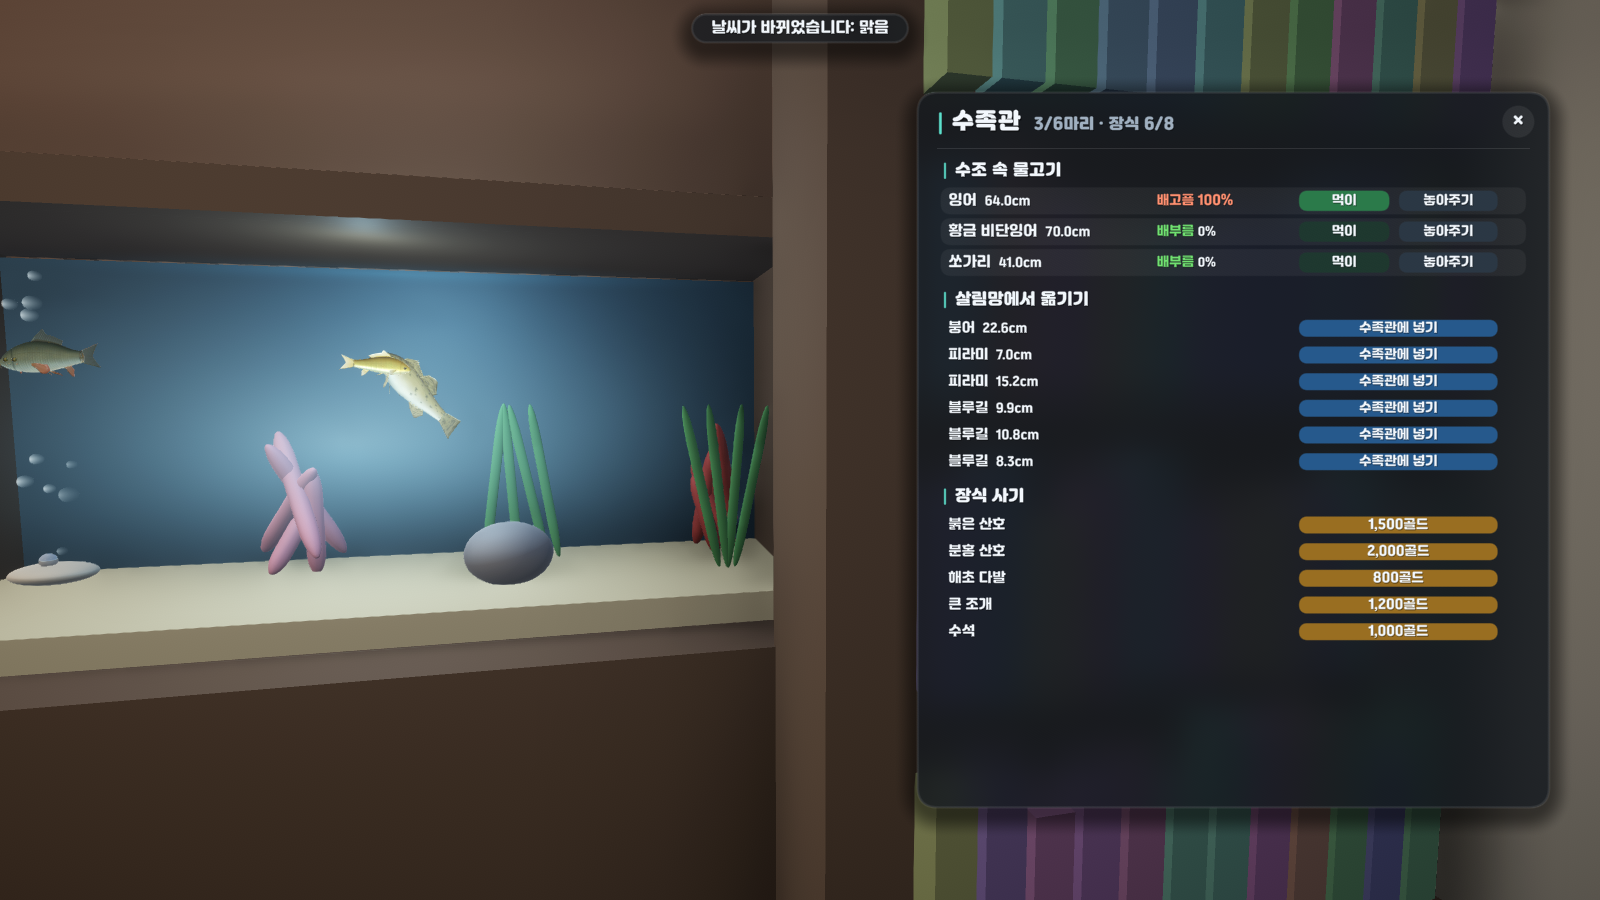 날씨가 바뀌었습니다: 맑음
수족관 3/6마리 · 장식 6/8
×
수조 속 물고기
잉어 64.0cm 배고픔 100% 먹이 놓아주기
황금 비단잉어 70.0cm 배부름 0% 먹이 놓아주기
쏘가리 41.0cm 배부름 0% 먹이 놓아주기
살림망에서 옮기기
붕어 22.6cm 수족관에 넣기
피라미 7.0cm 수족관에 넣기
피라미 15.2cm 수족관에 넣기
블루길 9.9cm 수족관에 넣기
블루길 10.8cm 수족관에 넣기
블루길 8.3cm 수족관에 넣기
장식 사기
붉은 산호 1,500골드
분홍 산호 2,000골드
해초 다발 800골드
큰 조개 1,200골드
수석 1,000골드